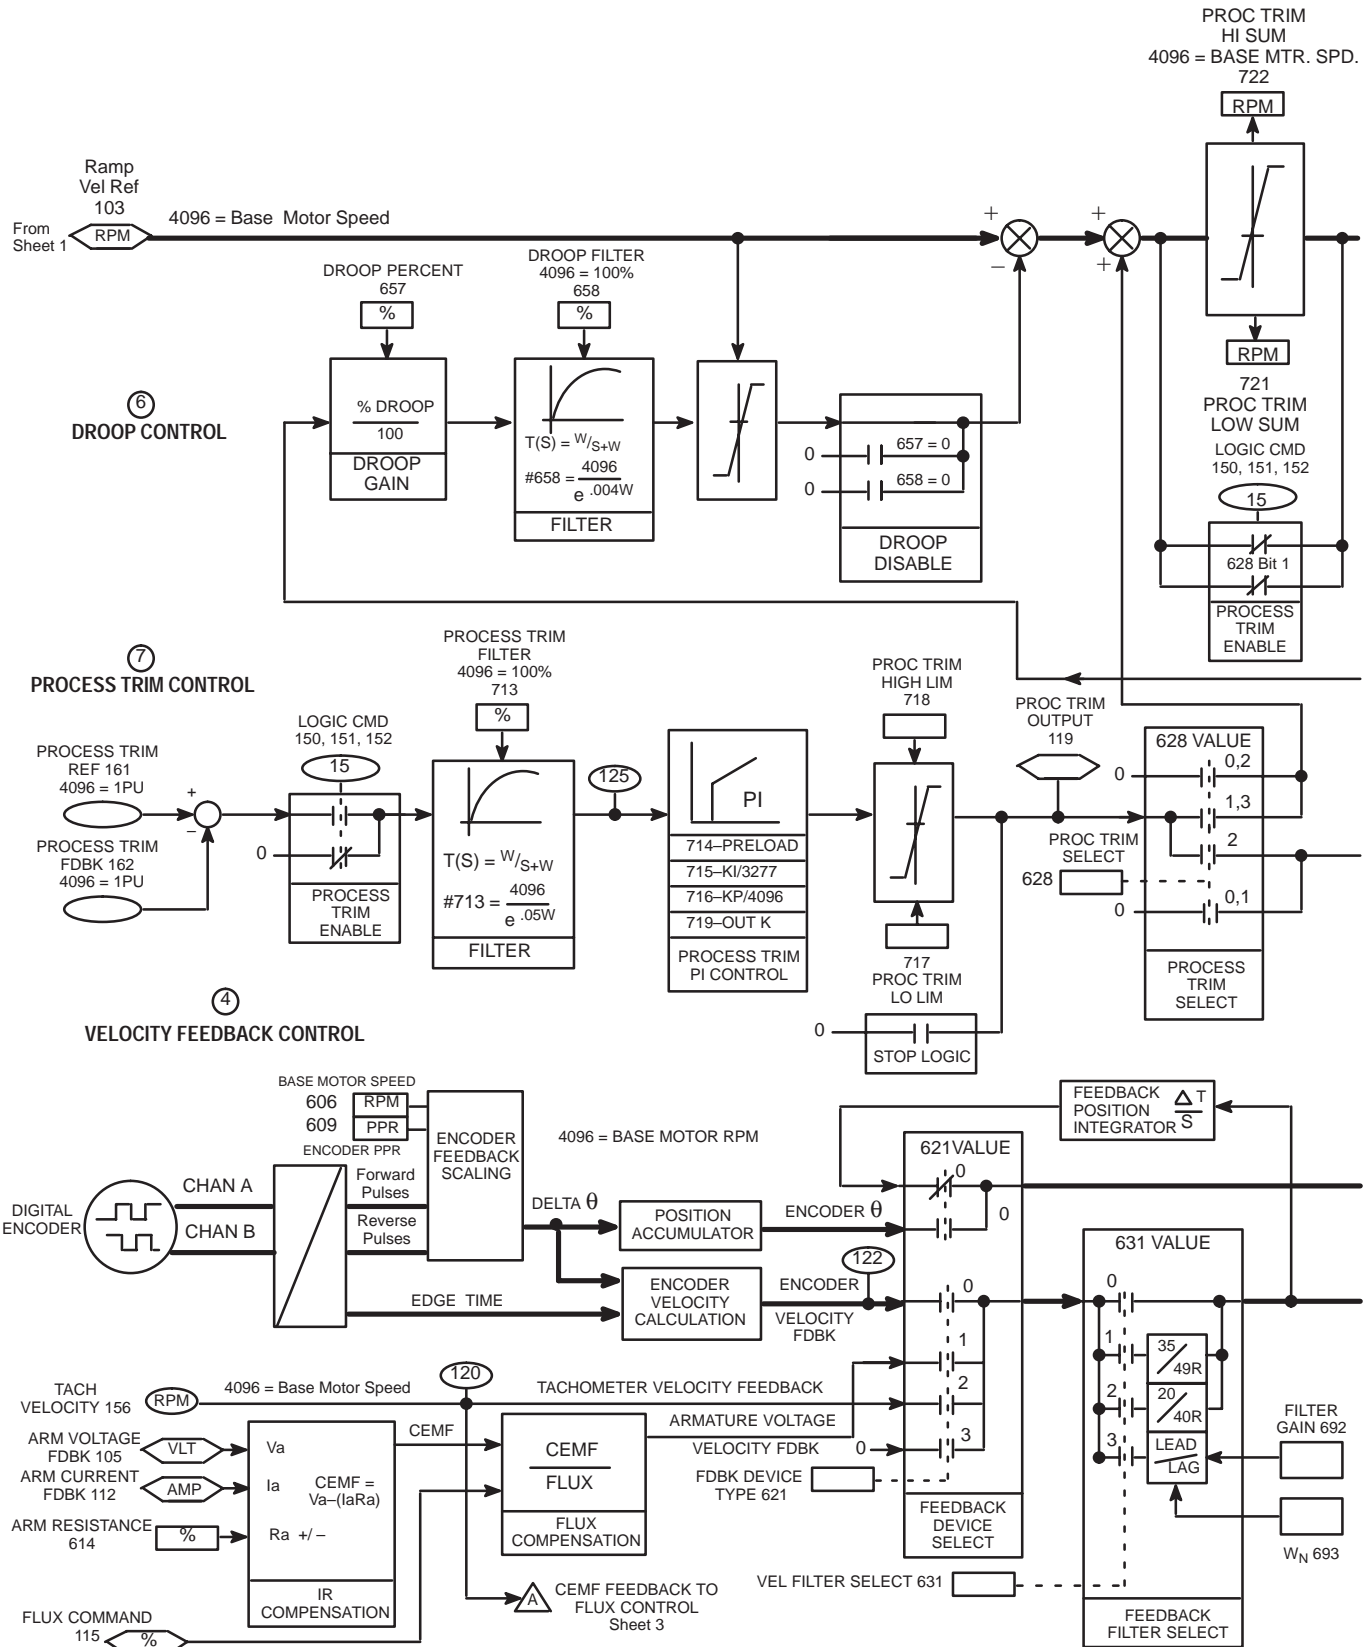 PROC TRIM
HI SUM
4096 = BASE MTR. SPD.
722
RPM
Ramp
Vel Ref
103
From
Sheet 1
RPM
4096 = Base Motor Speed
+
−
+
+
RPM
721
PROC TRIM
LOW SUM
LOGIC CMD
150, 151, 152
15
628 Bit 1
PROCESS
TRIM
ENABLE
DROOP PERCENT
657
%
DROOP FILTER
4096 = 100%
658
%
6
DROOP CONTROL
% DROOP
100
DROOP
GAIN
T(S) = W/S+W
#658 = 4096
e .004W
FILTER
0
657 = 0
0
658 = 0
DROOP
DISABLE
7
PROCESS TRIM CONTROL
PROCESS TRIM
FILTER
4096 = 100%
713
%
LOGIC CMD
150, 151, 152
15
PROCESS TRIM
REF 161
4096 = 1PU
+
−
PROCESS TRIM
FDBK 162
4096 = 1PU
0
PROCESS
TRIM
ENABLE
T(S) = W/S+W
#713 = 4096
e .05W
FILTER
125
PI
714–PRELOAD
715–KI/3277
716–KP/4096
719–OUT K
PROCESS TRIM
PI CONTROL
PROC TRIM
HIGH LIM
718
717
PROC TRIM
LO LIM
0
STOP LOGIC
PROC TRIM
OUTPUT
119
628 VALUE
0
0,2
1,3
2
PROC TRIM
SELECT
628
0
0,1
PROCESS
TRIM
SELECT
4
VELOCITY FEEDBACK CONTROL
BASE MOTOR SPEED
606
RPM
609
PPR
ENCODER PPR
ENCODER
FEEDBACK
SCALING
4096 = BASE MOTOR RPM
DIGITAL
ENCODER
CHAN A
CHAN B
Forward
Pulses
Reverse
Pulses
DELTA θ
POSITION
ACCUMULATOR
ENCODER θ
EDGE TIME
ENCODER
VELOCITY
CALCULATION
122
ENCODER
VELOCITY
FDBK
FEEDBACK
POSITION
INTEGRATOR
Δ T
S
621VALUE
0
0
0
1
2
3
FEEDBACK
DEVICE
SELECT
631 VALUE
0
1
35
49R
2
20
40R
3
LEAD
LAG
FILTER
GAIN 692
WN 693
FEEDBACK
FILTER SELECT
TACH
VELOCITY 156
RPM
4096 = Base Motor Speed
120
TACHOMETER VELOCITY FEEDBACK
ARMATURE VOLTAGE
VELOCITY FDBK
0
FDBK DEVICE
TYPE 621
ARM VOLTAGE
FDBK 105
VLT
ARM CURRENT
FDBK 112
AMP
ARM RESISTANCE
614
%
Va
Ia
CEMF =
Va–(IaRa)
Ra +/ –
IR
COMPENSATION
CEMF
CEMF
FLUX
FLUX
COMPENSATION
VEL FILTER SELECT 631
A
CEMF FEEDBACK TO
FLUX CONTROL
Sheet 3
FLUX COMMAND
115
%